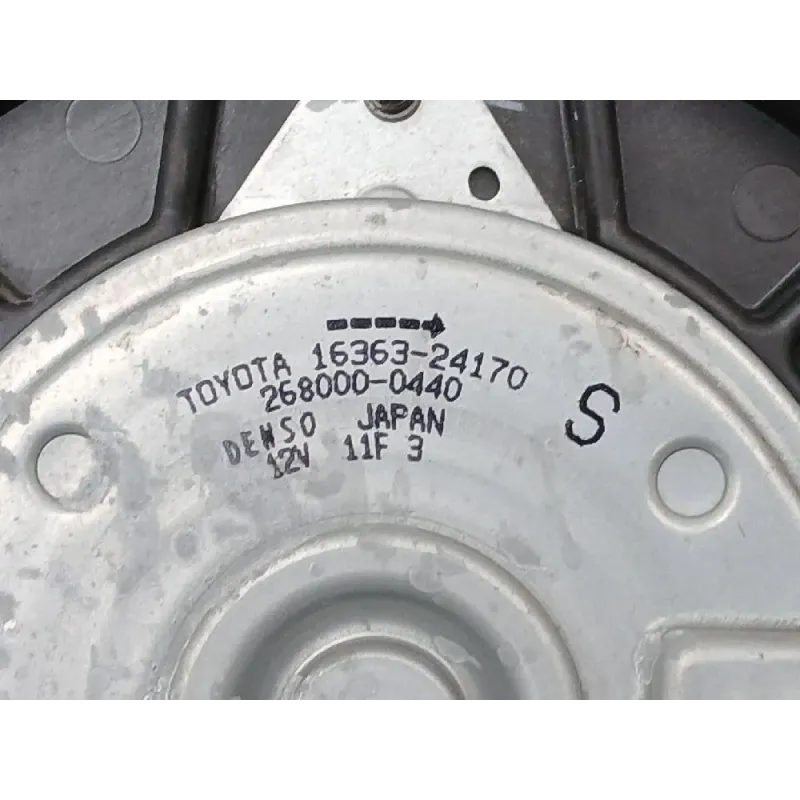 TOYOTA 16363-24170
268000-0440
DENSO JAPAN
12V 11F 3
S